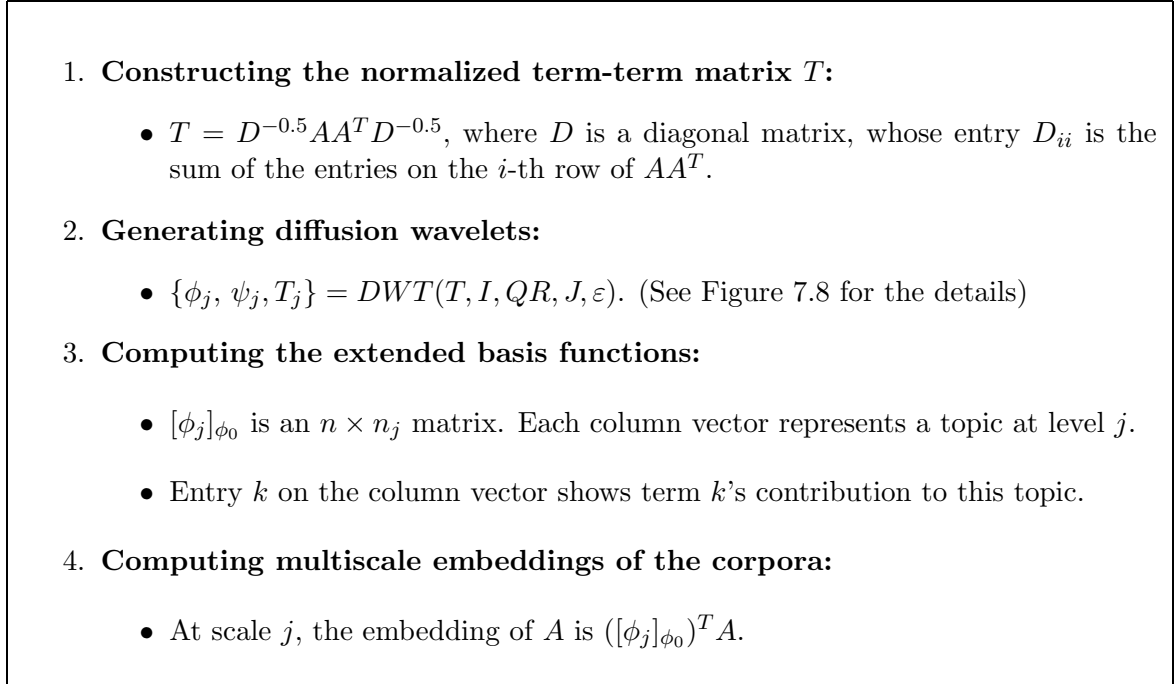 1. Constructing the normalized term-term matrix T:
• T = D^{−0.5}AA^T D^{−0.5}, where D is a diagonal matrix, whose entry D_{ii} is the
sum of the entries on the i-th row of AA^T.
2. Generating diffusion wavelets:
• {ϕ_j, ψ_j, T_j} = DWT(T, I, QR, J, ε). (See Figure 7.8 for the details)
3. Computing the extended basis functions:
• [ϕ_j]_{ϕ_0} is an n × n_j matrix. Each column vector represents a topic at level j.
• Entry k on the column vector shows term k's contribution to this topic.
4. Computing multiscale embeddings of the corpora:
• At scale j, the embedding of A is ([ϕ_j]_{ϕ_0})^T A.